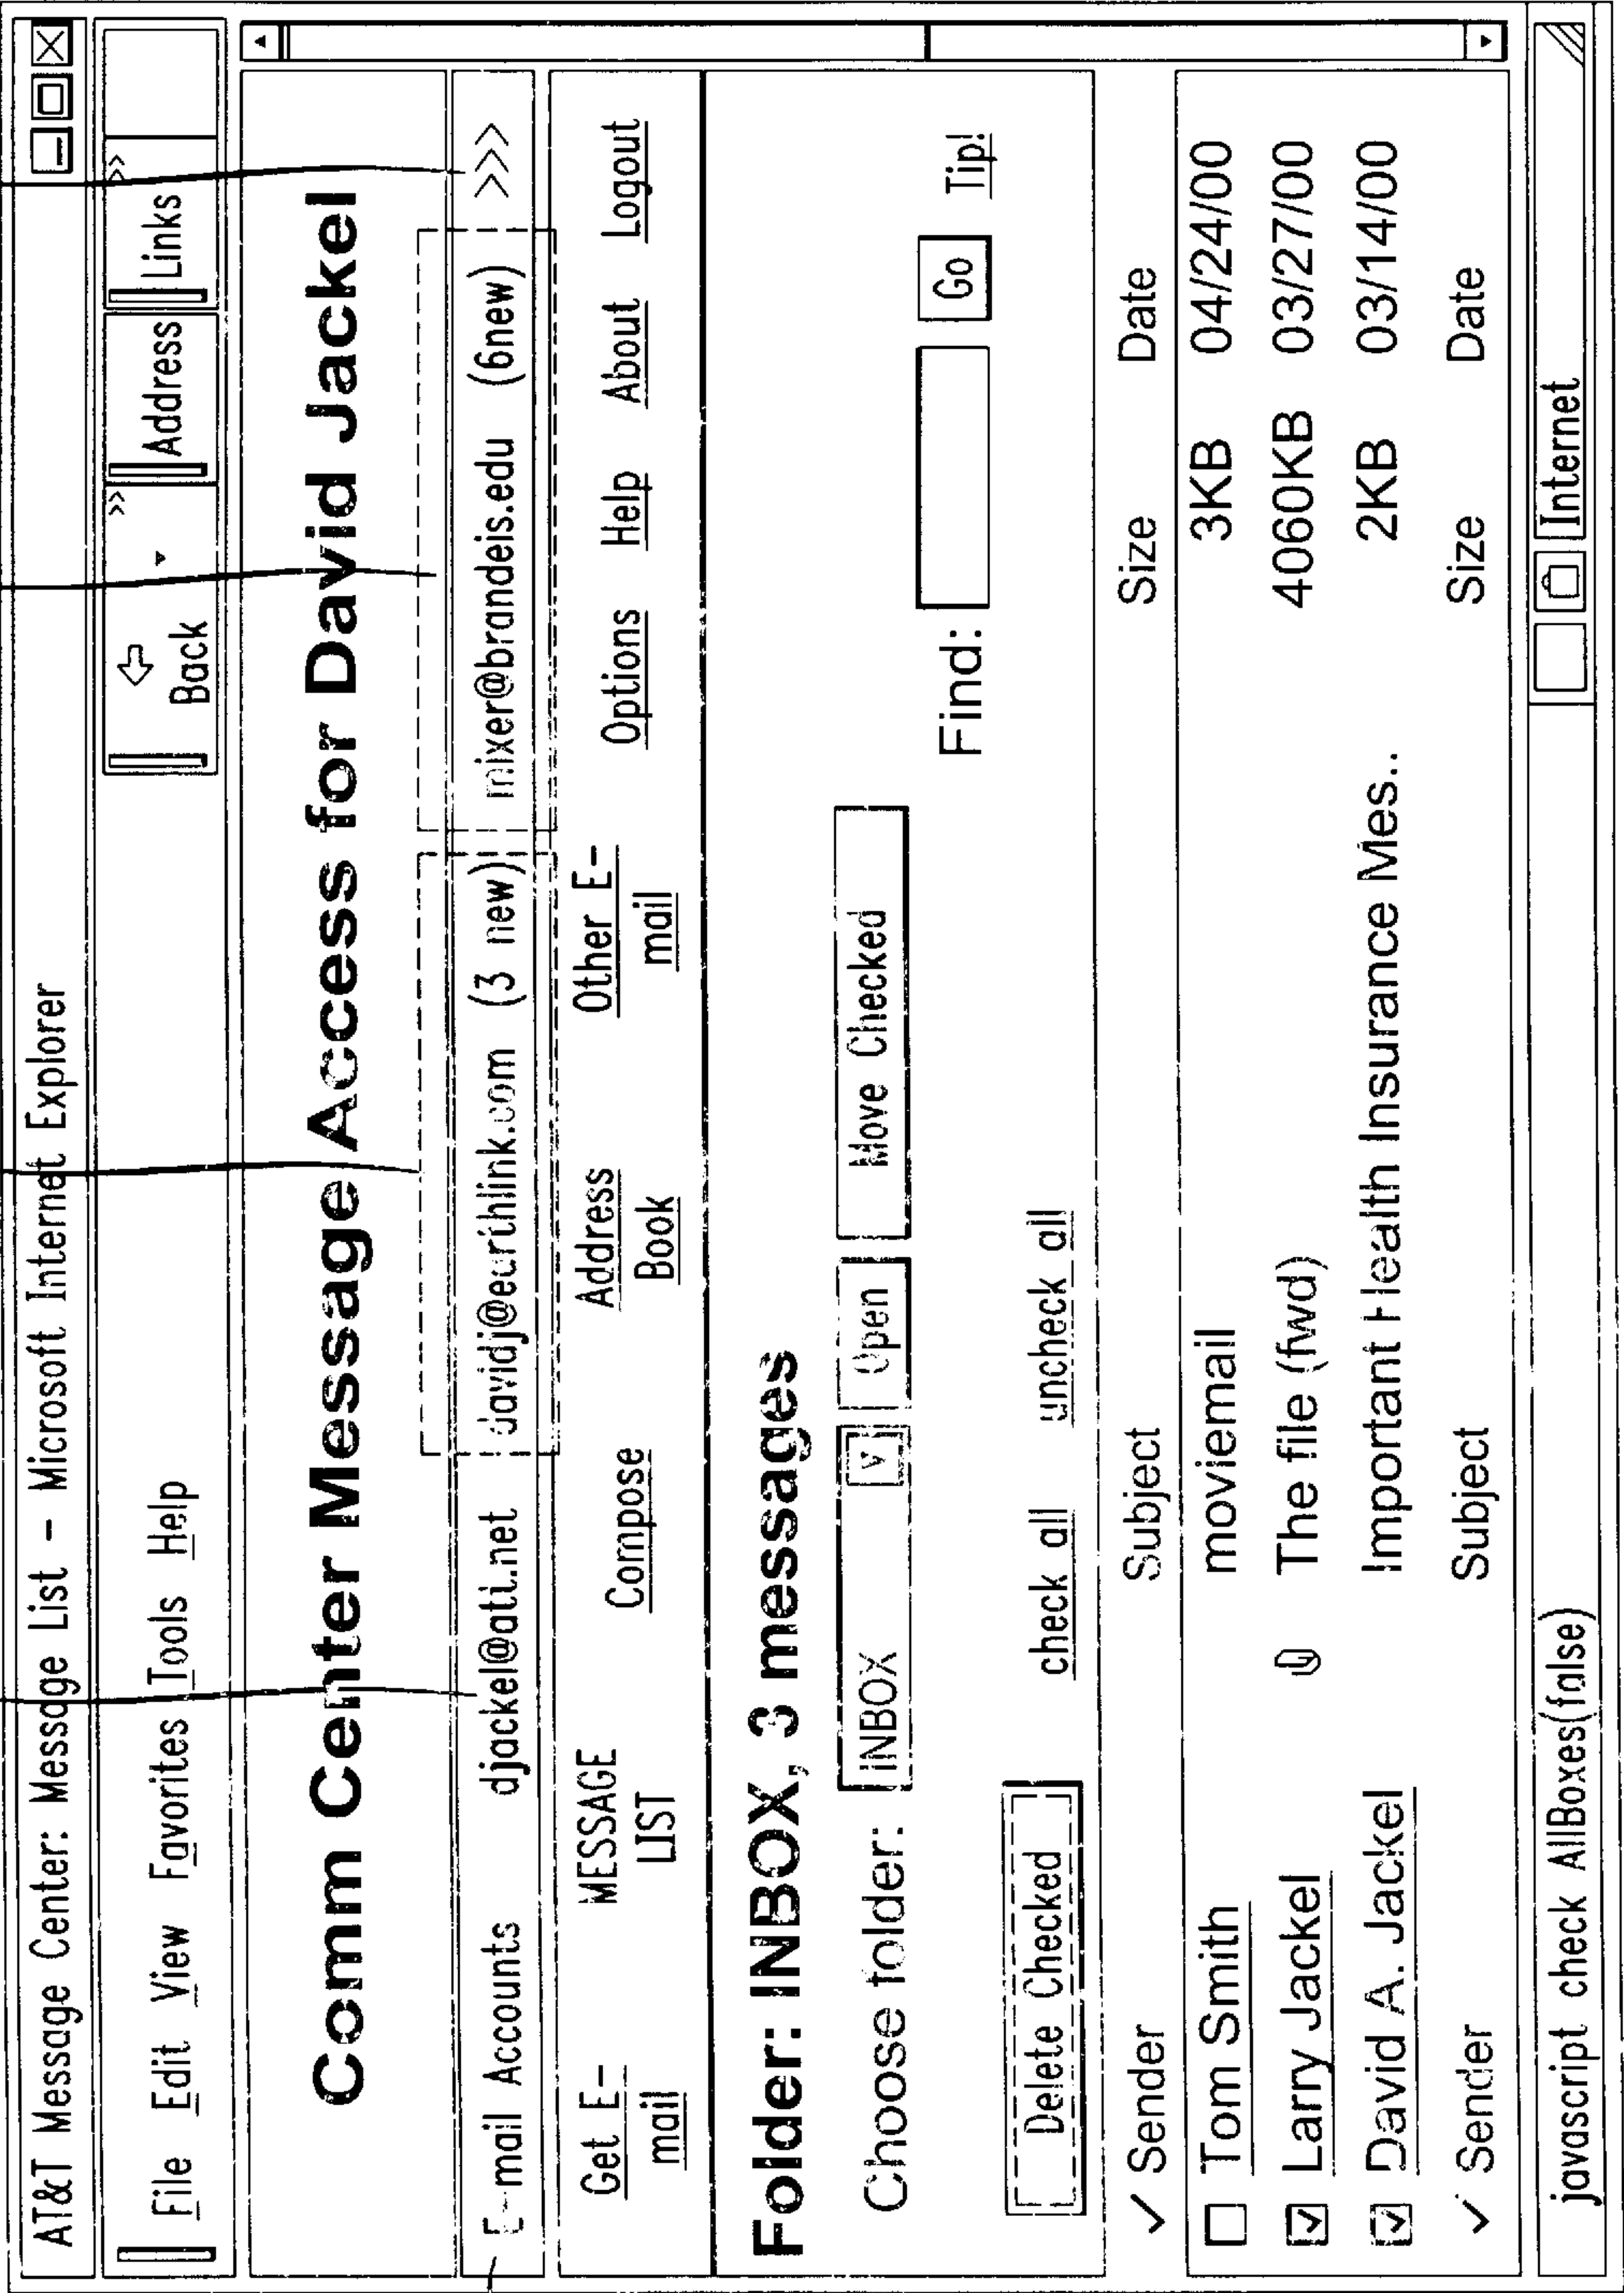 AT&T Message Center: Message List – Microsoft Internet Explorer
File Edit View Favorites Tools Help
Back Address Links
Comm Center Message Access for David Jackel
E-mail Accounts djackel@att.net davidj@earthlink.com (3 new) mixer@brandeis.edu (6new) >>>
Get E-mail MESSAGE LIST Compose Address Book Other E-mail Options Help About Logout
Folder: INBOX, 3 messages
Choose folder: INBOX Open Move Checked
Find: Go Tip!
Delete Checked check all uncheck all
✓ Sender Subject Size Date
Tom Smith moviemail 3KB 04/24/00
Larry Jackel The file (fwd) 4060KB 03/27/00
David A. Jackel Important Health Insurance Mes.. 2KB 03/14/00
✓ Sender Subject Size Date
javascript check AllBoxes(false) Internet